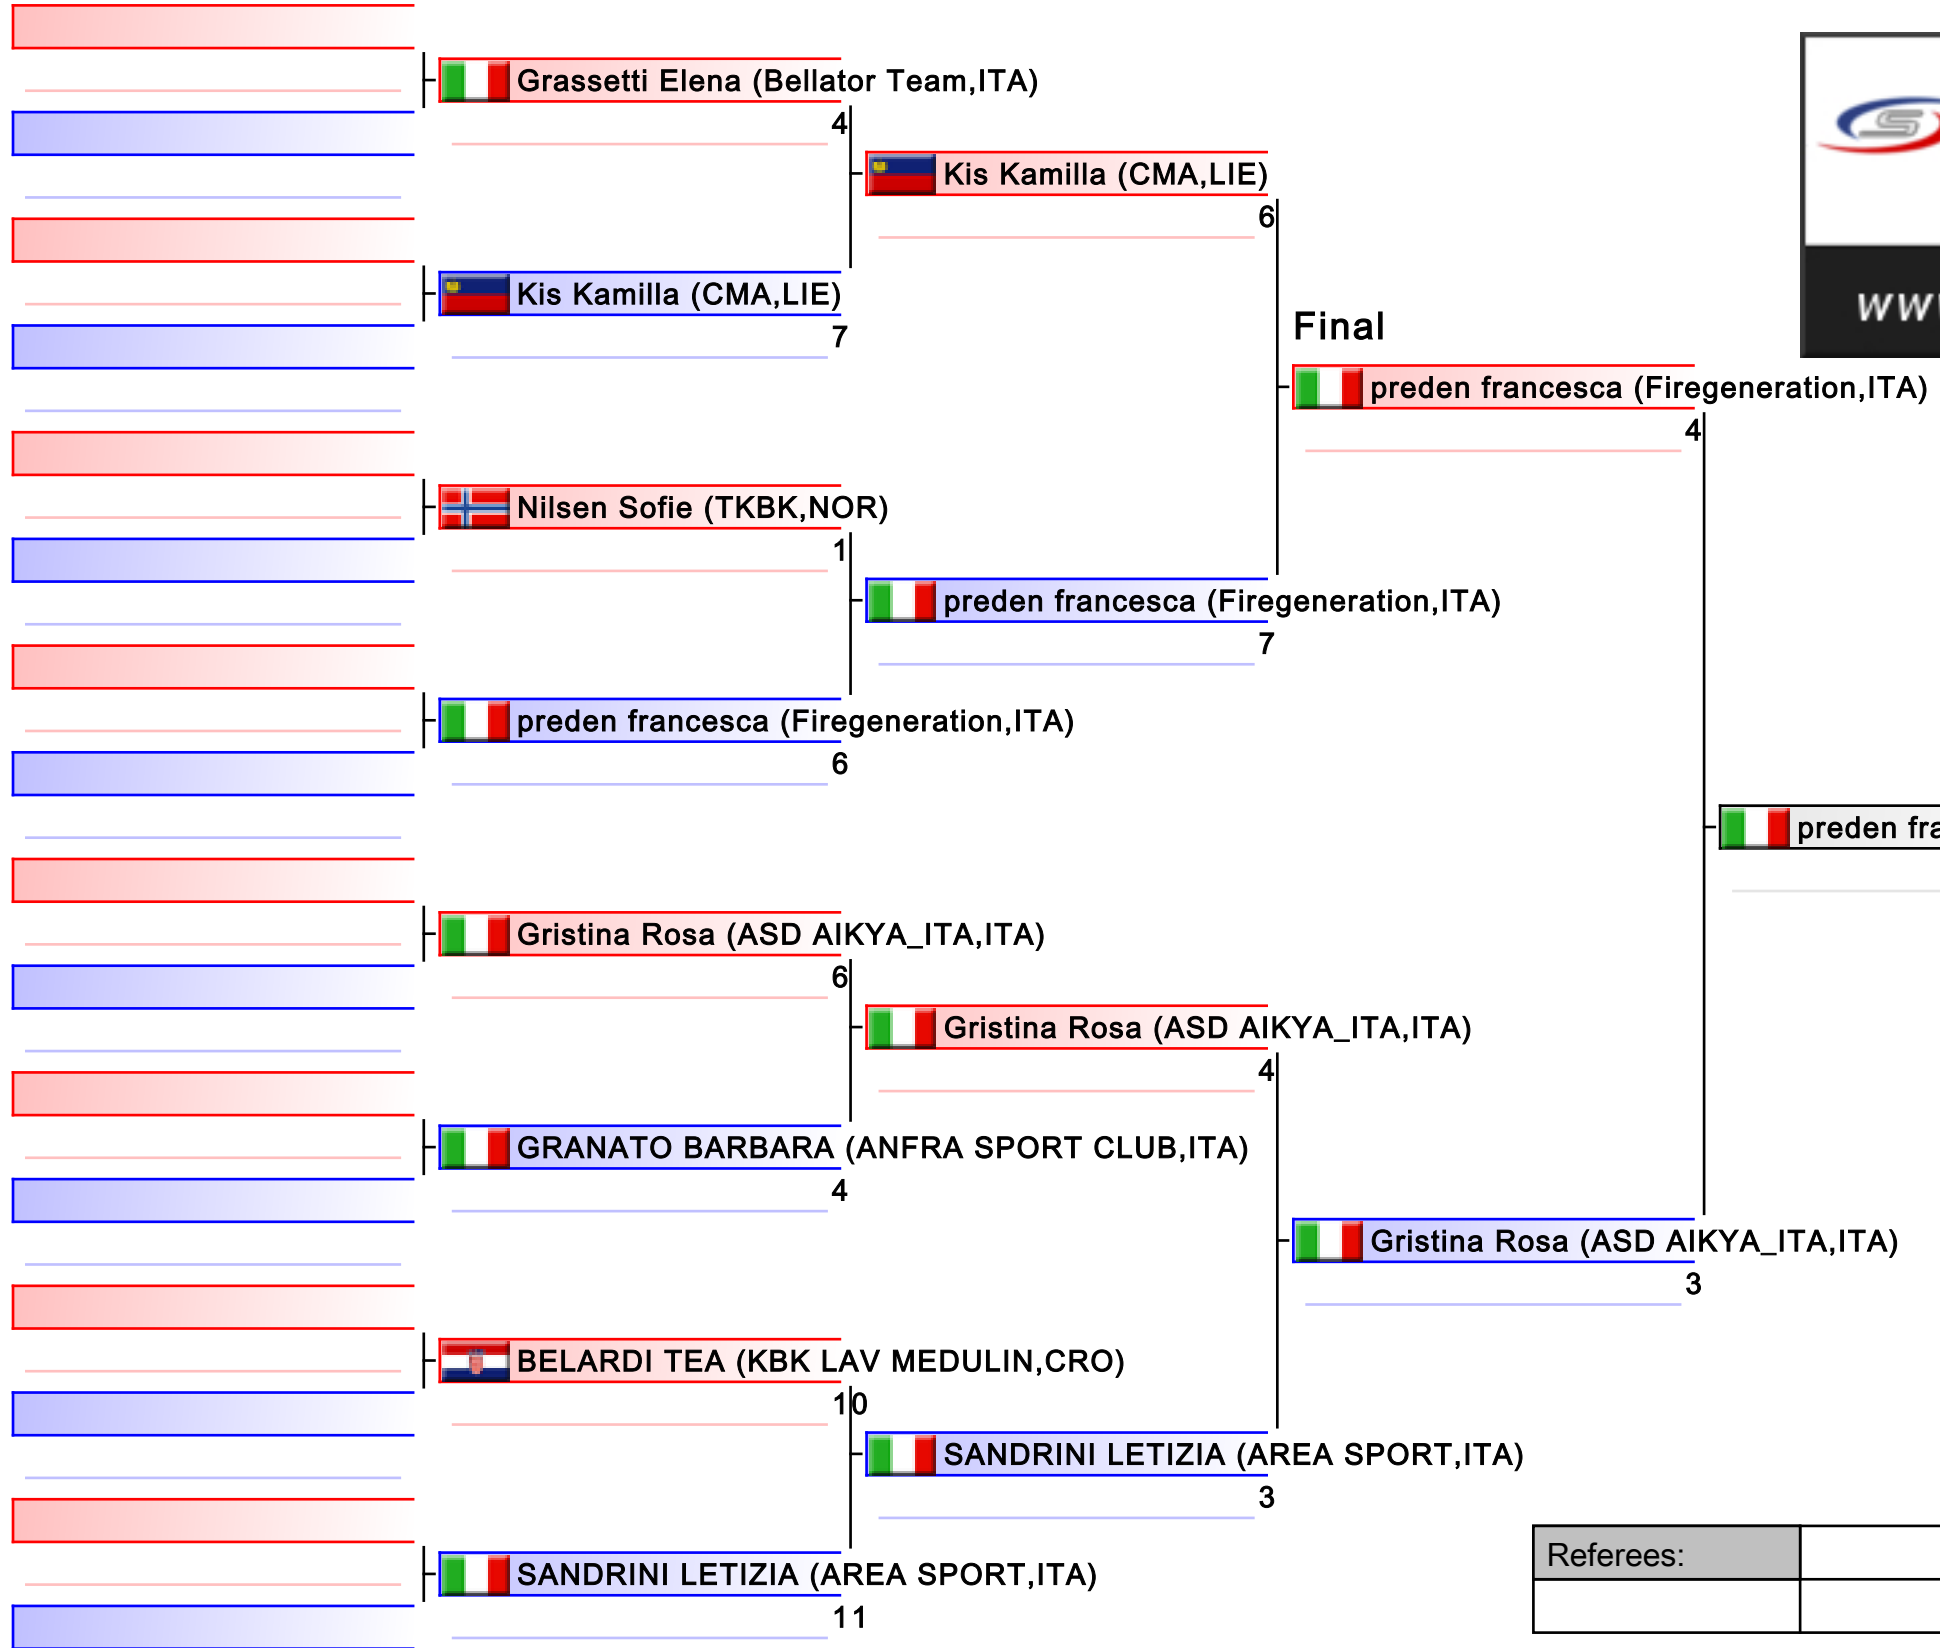 Grassetti Elena (Bellator Team,ITA)
4
Kis Kamilla (CMA,LIE)
6
Kis Kamilla (CMA,LIE)
7
Final
preden francesca (Firegeneration,ITA)
4
Nilsen Sofie (TKBK,NOR)
1
preden francesca (Firegeneration,ITA)
7
preden francesca (Firegeneration,ITA)
6
preden
Gristina Rosa (ASD AIKYA_ITA,ITA)
6
Gristina Rosa (ASD AIKYA_ITA,ITA)
4
GRANATO BARBARA (ANFRA SPORT CLUB,ITA)
4
Gristina Rosa (ASD AIKYA_ITA,ITA)
3
BELARDI TEA (KBK LAV MEDULIN,CRO)
10
SANDRINI LETIZIA (AREA SPORT,ITA)
3
SANDRINI LETIZIA (AREA SPORT,ITA)
11
Referees: